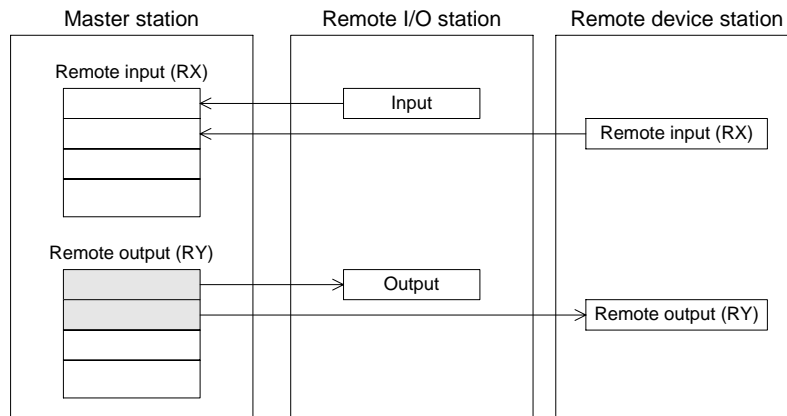 Master station
Remote I/O station
Remote device station
Remote input (RX)
Input
Remote input (RX)
Remote output (RY)
Output
Remote output (RY)